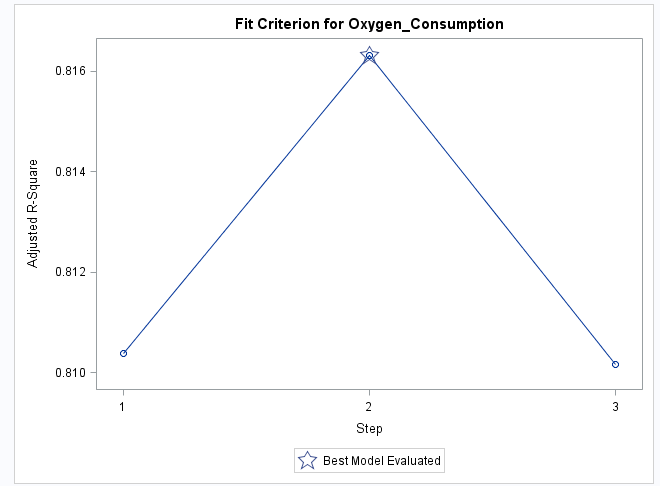 Fit Criterion for Oxygen_Consumption
0.816
0.814
0.812
0.810
Adjusted R-Square
1 2 3
Step
Best Model Evaluated